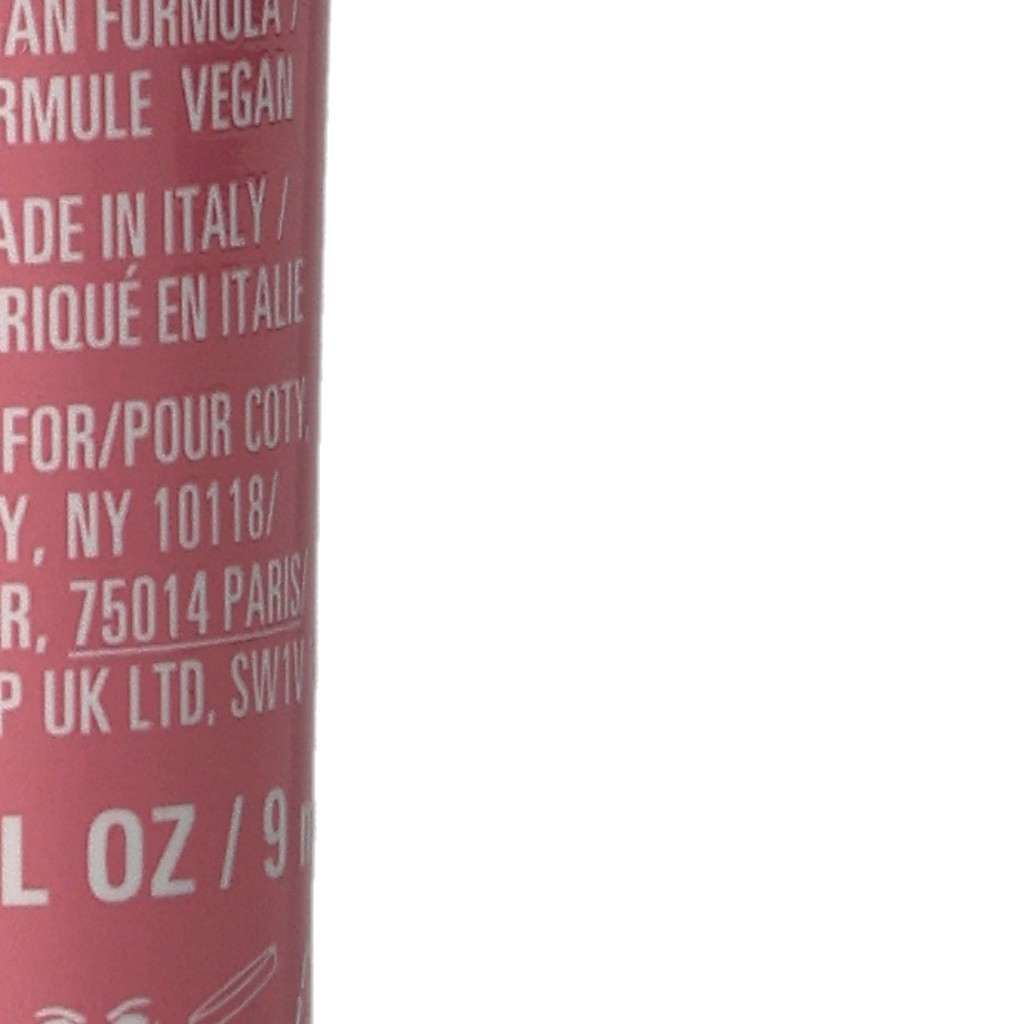 AN FORMULA /
RMULE VEGAN
ADE IN ITALY /
RIQUÉ EN ITALIE
FOR/POUR COTY,
Y, NY 10118/
R, 75014 PARIS/
P UK LTD, SW1V
L OZ / 9 m